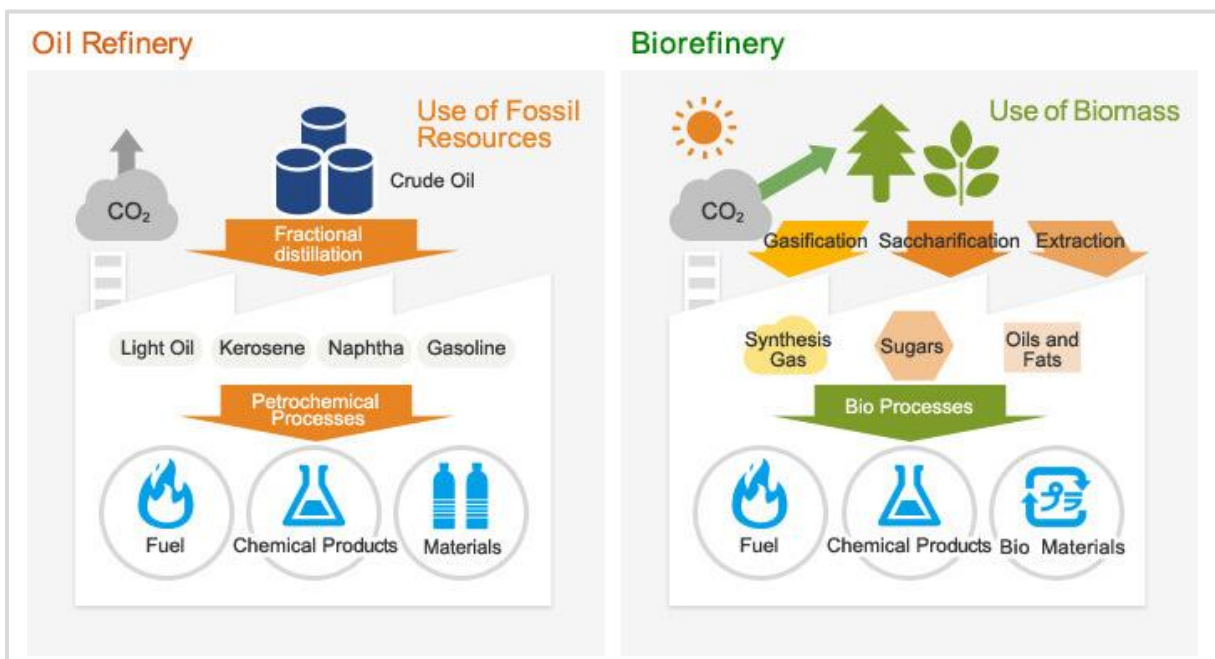 Oil Refinery
Use of Fossil
Resources
CO₂
Crude Oil
Fractional
distillation
Light Oil
Kerosene
Naphtha
Gasoline
Petrochemical
Processes
Fuel
Chemical Products
Materials
Biorefinery
Use of Biomass
CO₂
Gasification
Saccharification
Extraction
Synthesis
Gas
Sugars
Oils and
Fats
Bio Processes
プラ
Fuel
Chemical Products
Bio Materials